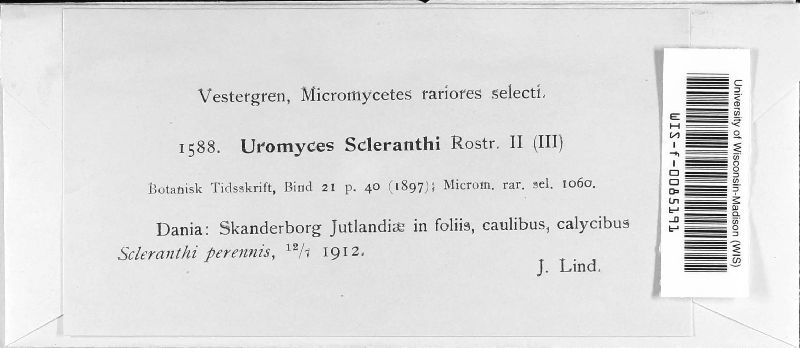 Vestergren, Micromycetes rariores selecti.
1588. Uromyces Scleranthi Rostr. II (III)
Botanisk Tidsskrift, Bind 21 p. 40 (1897); Microm. rar. sel. 1060.
Dania: Skanderborg Jutlandiæ in foliis, caulibus, calycibus
Scleranthi perennis, 12/7 1912.
J. Lind.
University of Wisconsin-Madison (WIS)
WIS-f-0085191